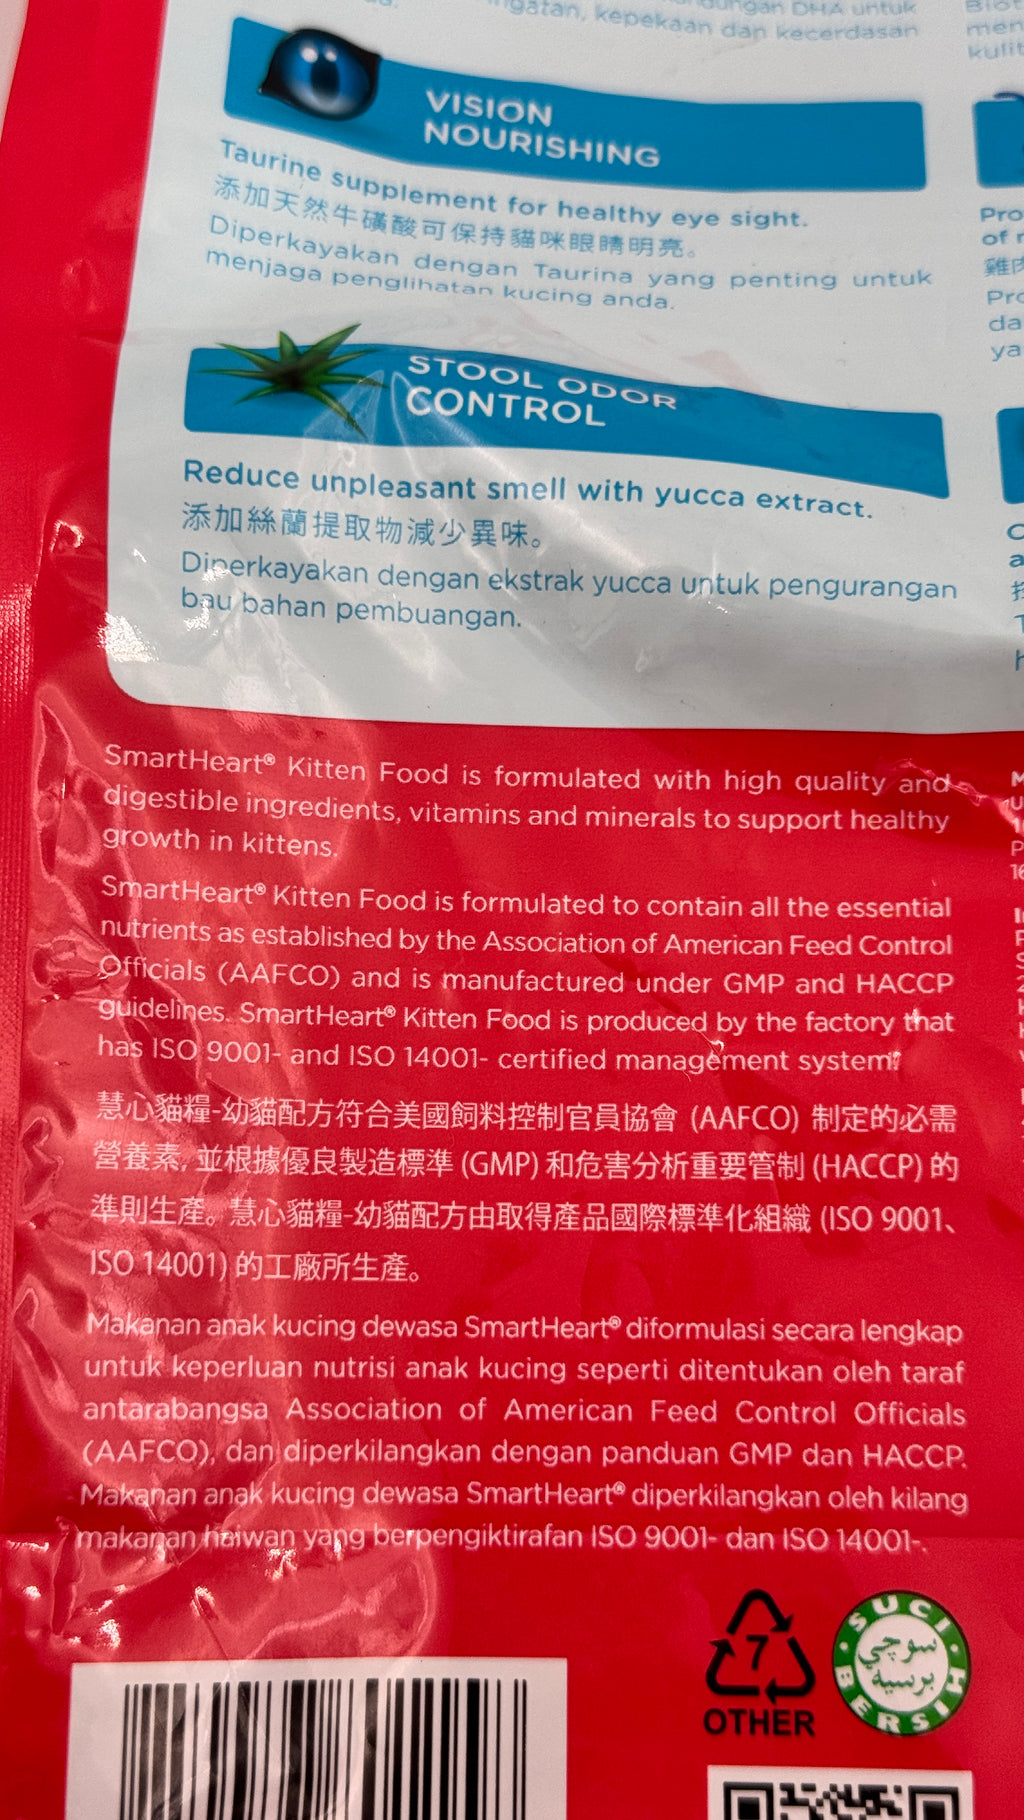 ngatan, kepekaan dan kecerdasan
DHA untuk
VISION
NOURISHING
Taurine supplement for healthy eye sight.
添加天然牛磺酸可保持貓咪眼睛明亮。
Diperkayakan dengan Taurina yang penting untuk
menjaga penglihatan kucing anda.
STOOL ODOR
CONTROL
Reduce unpleasant smell with yucca extract.
添加絲蘭提取物減少異味。
Diperkayakan dengan ekstrak yucca untuk pengurangan
bau bahan pembuangan.
SmartHeart® Kitten Food is formulated with high quality and
digestible ingredients, vitamins and minerals to support healthy
growth in kittens.
SmartHeart® Kitten Food is formulated to contain all the essential
nutrients as established by the Association of American Feed Control
Officials (AAFCO) and is manufactured under GMP and HACCP
guidelines. SmartHeart® Kitten Food is produced by the factory that
has ISO 9001- and ISO 14001- certified management system.
慧心貓糧-幼貓配方符合美國飼料控制官員協會 (AAFCO) 制定的必需
營養素, 並根據優良製造標準 (GMP) 和危害分析重要管制 (HACCP) 的
準則生產。慧心貓糧-幼貓配方由取得產品國際標準化組織 (ISO 9001、
ISO 14001) 的工廠所生產。
Makanan anak kucing dewasa SmartHeart® diformulasi secara lengkap
untuk keperluan nutrisi anak kucing seperti ditentukan oleh taraf
antarabangsa Association of American Feed Control Officials
(AAFCO), dan diperkilangkan dengan panduan GMP dan HACCP.
Makanan anak kucing dewasa SmartHeart® diperkilangkan oleh kilang
makanan haiwan yang berpengiktirafan ISO 9001- dan ISO 14001-.
7
OTHER
SUCI
سوچي
برسيه
BERSIH